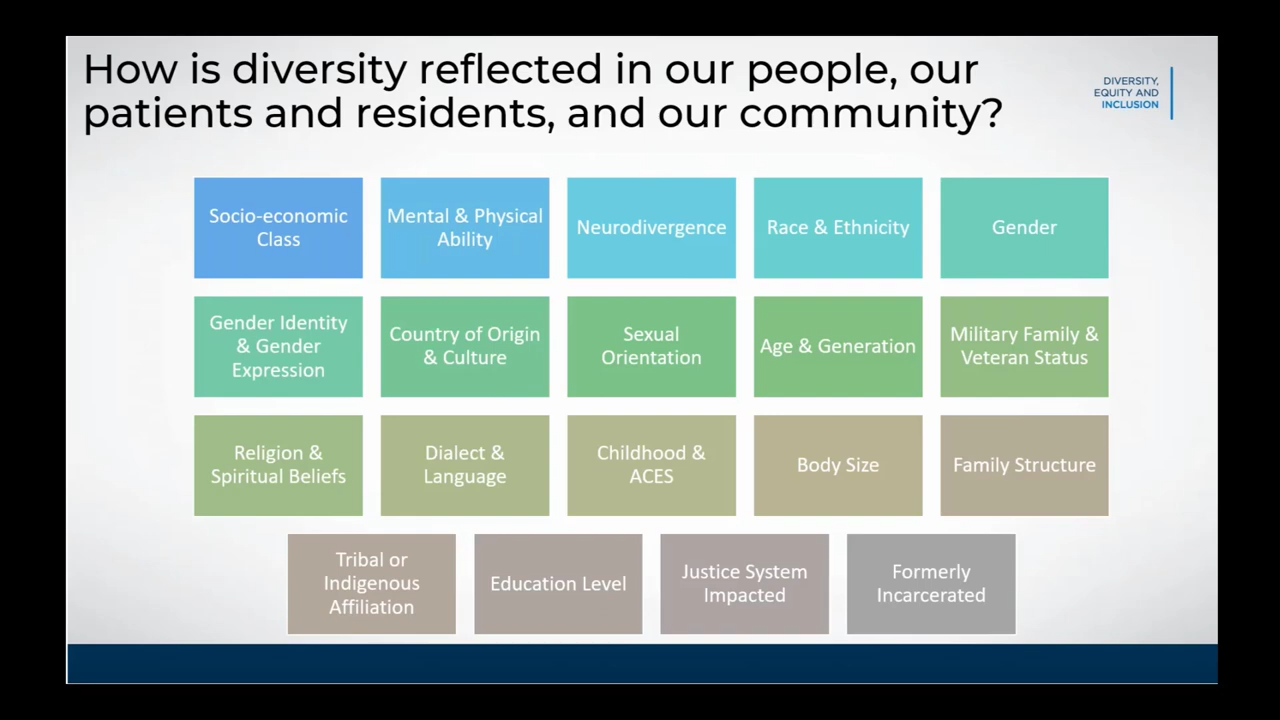 How is diversity reflected in our people, our
patients and residents, and our community?
DIVERSITY,
EQUITY AND
INCLUSION
Socio-economic
Class
Mental & Physical
Ability
Neurodivergence
Race & Ethnicity
Gender
Gender Identity
& Gender
Expression
Country of Origin
& Culture
Sexual
Orientation
Age & Generation
Military Family &
Veteran Status
Religion &
Spiritual Beliefs
Dialect &
Language
Childhood &
ACES
Body Size
Family Structure
Tribal or
Indigenous
Affiliation
Education Level
Justice System
Impacted
Formerly
Incarcerated